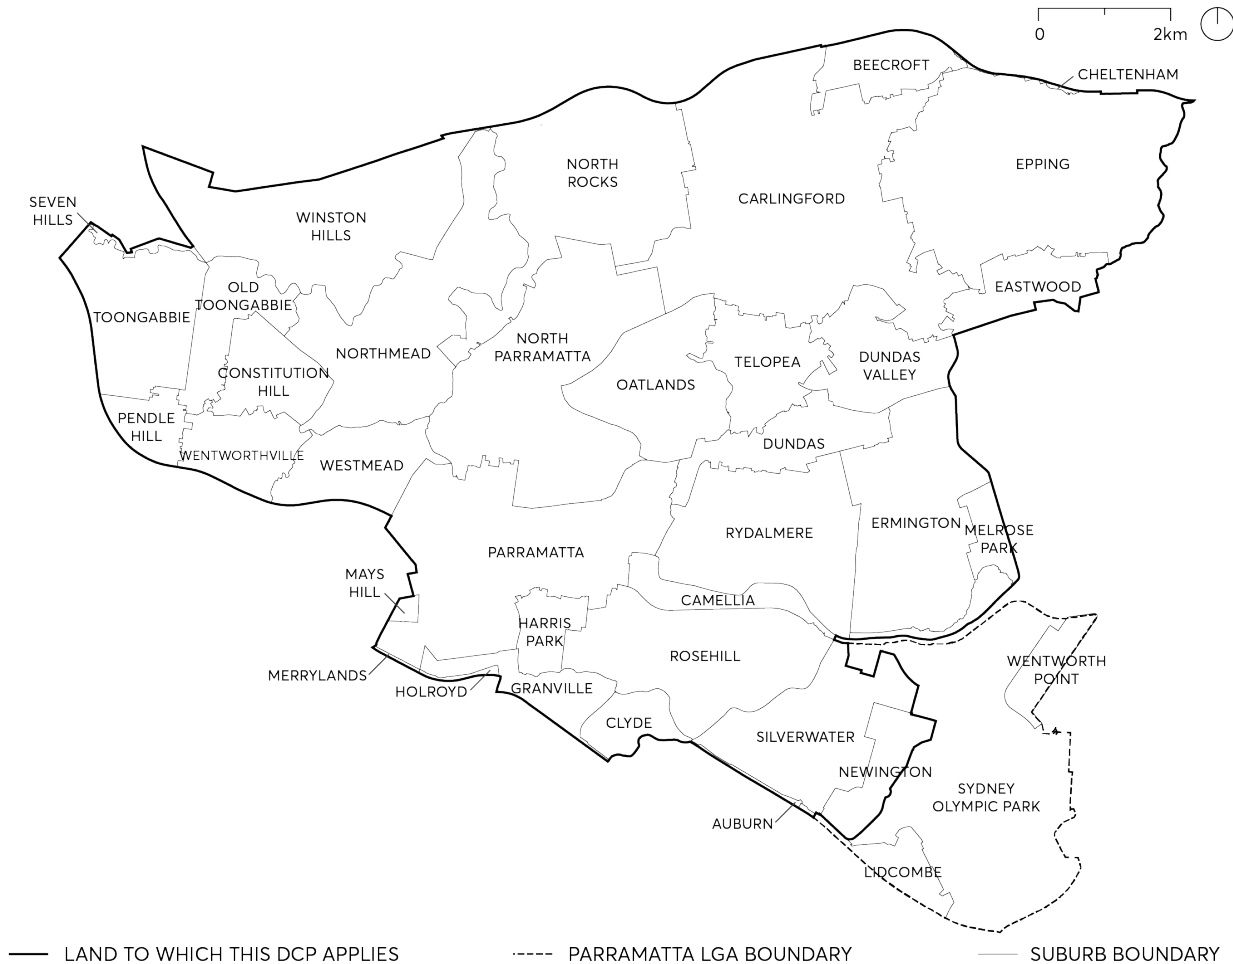 0 2km
BEECROFT
CHELTENHAM
NORTH
ROCKS
EPPING
CARLINGFORD
SEVEN
HILLS
WINSTON
HILLS
OLD
TOONGABBIE
EASTWOOD
TOONGABBIE
NORTHMEAD
NORTH
PARRAMATTA
TELOPEA
DUNDAS
VALLEY
CONSTITUTION
HILL
OATLANDS
PENDLE
HILL
DUNDAS
WENTWORTHVILLE
WESTMEAD
ERMINGTON
MELROSE
PARK
RYDALMERE
PARRAMATTA
MAYS
HILL
CAMELLIA
HARRIS
PARK
ROSEHILL
WENTWORTH
POINT
MERRYLANDS
HOLROYD
GRANVILLE
CLYDE
SILVERWATER
NEWINGTON
SYDNEY
OLYMPIC PARK
AUBURN
LIDCOMBE
LAND TO WHICH THIS DCP APPLIES
PARRAMATTA LGA BOUNDARY
SUBURB BOUNDARY